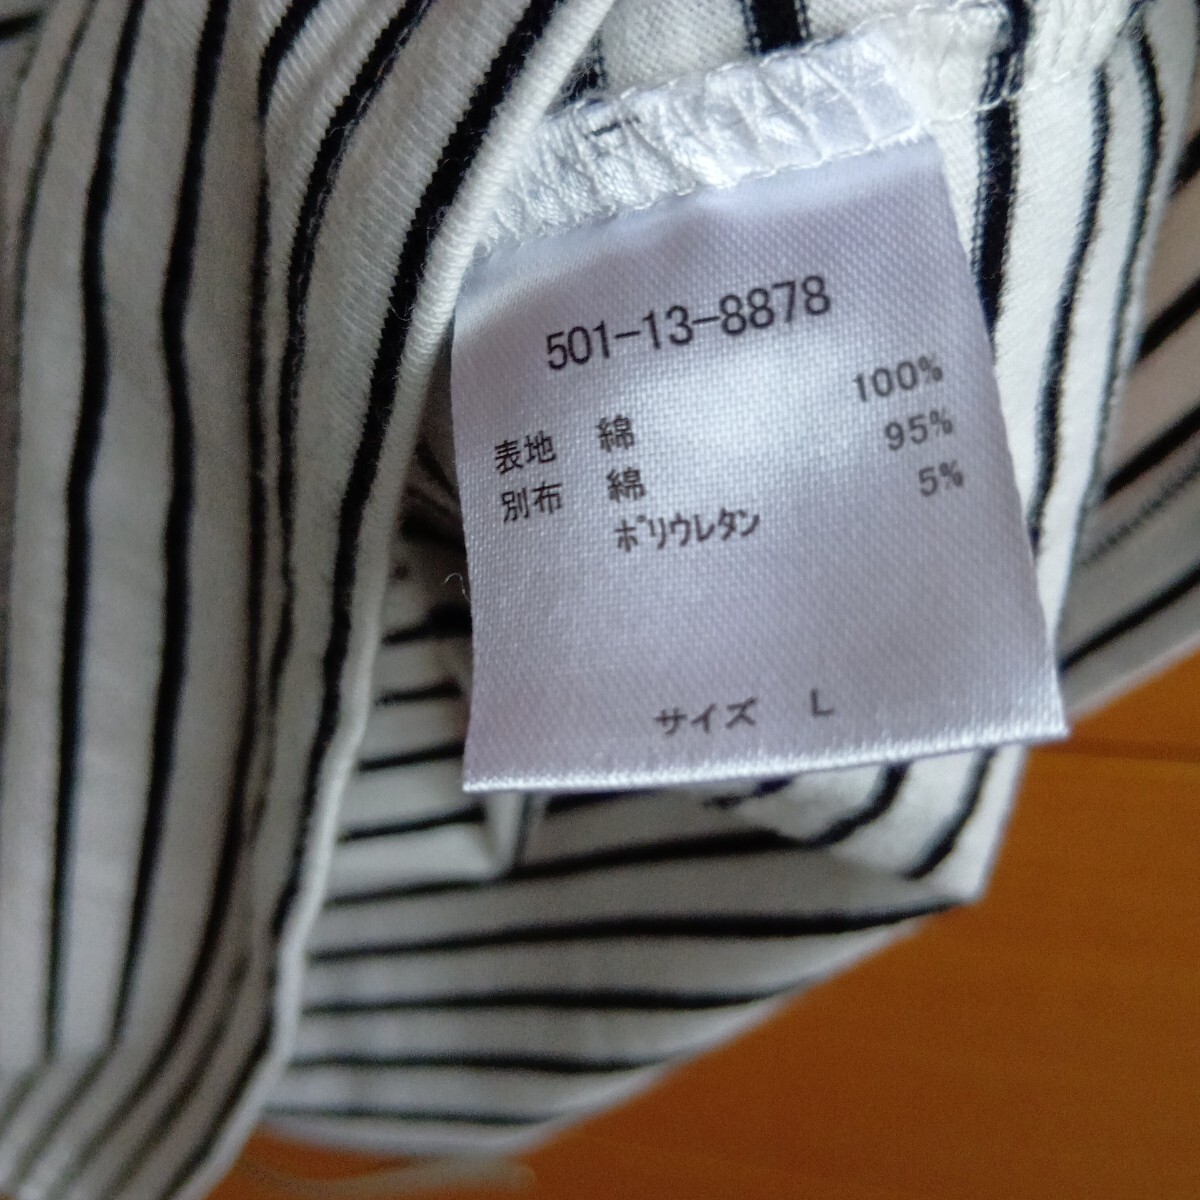 501-13-8878
表地 綿 100%
別布 綿 95%
ポリウレタン 5%
サイズ L